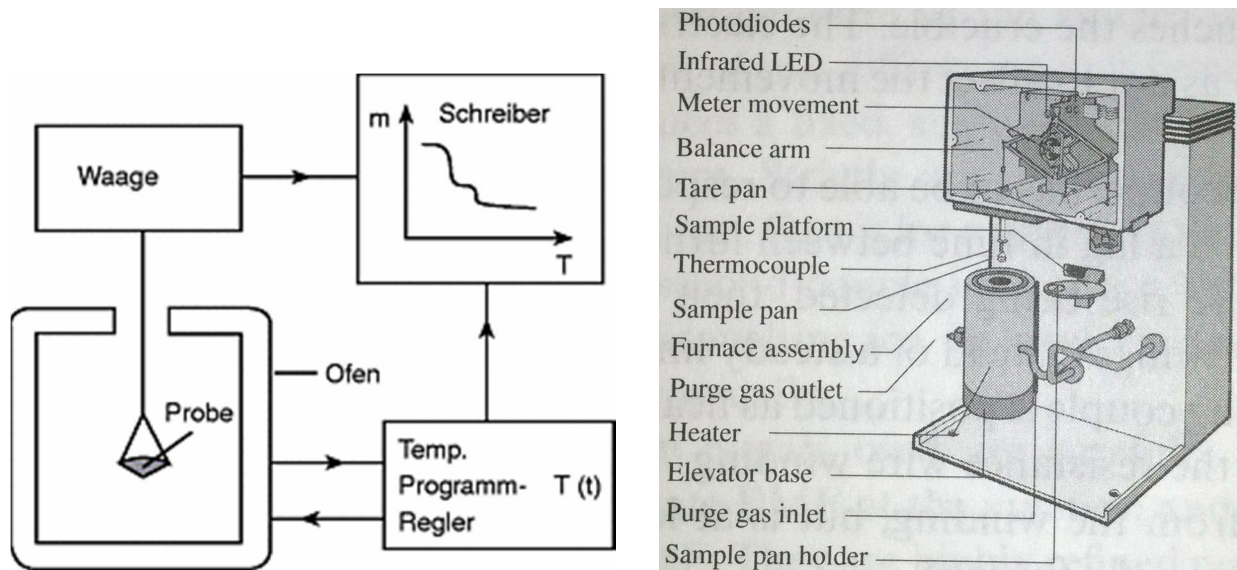 Waage
m
Schreiber
T
Ofen
Probe
Temp.
Programm- T (t)
Regler
Photodiodes
Infrared LED
Meter movement
Balance arm
Tare pan
Sample platform
Thermocouple
Sample pan
Furnace assembly
Purge gas outlet
Heater
Elevator base
Purge gas inlet
Sample pan holder